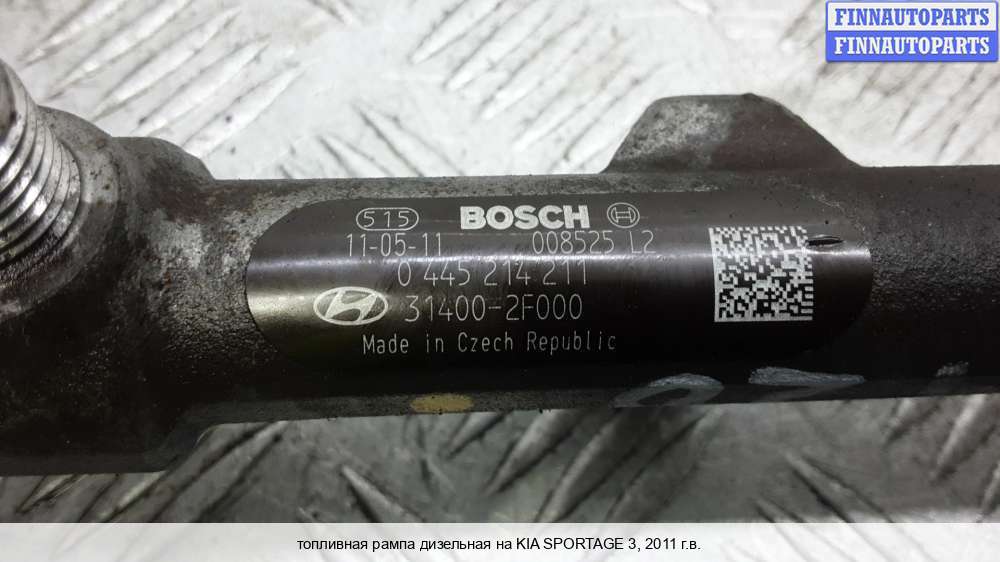 FINNAUTOPARTS
FINNAUTOPARTS
515 BOSCH
11-05-11 008525 L2
0 445 214 211
31400-2F000
Made in Czech Republic
топливная рампа дизельная на KIA SPORTAGE 3, 2011 г.в.